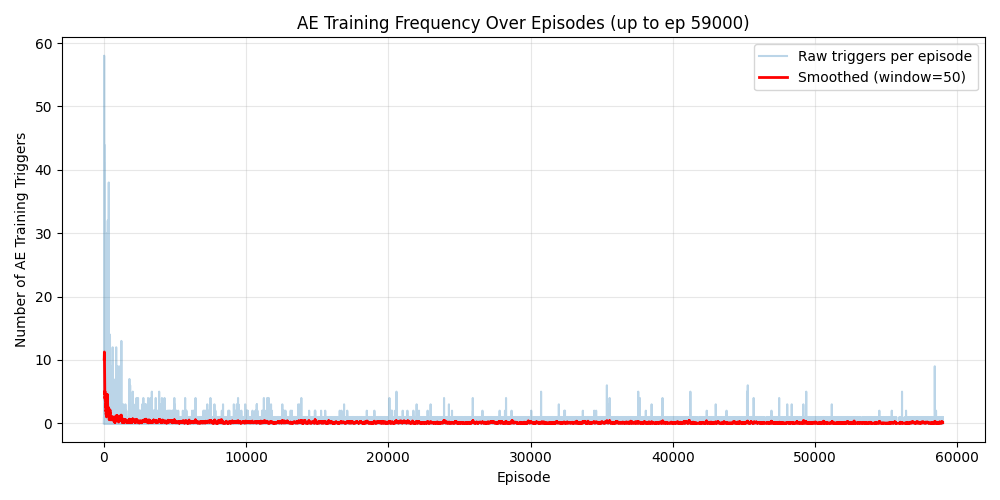 AE Training Frequency Over Episodes (up to ep 59000)
Raw triggers per episode
Smoothed (window=50)
Number of AE Training Triggers
60
50
40
30
20
10
0
0 10000 20000 30000 40000 50000 60000
Episode